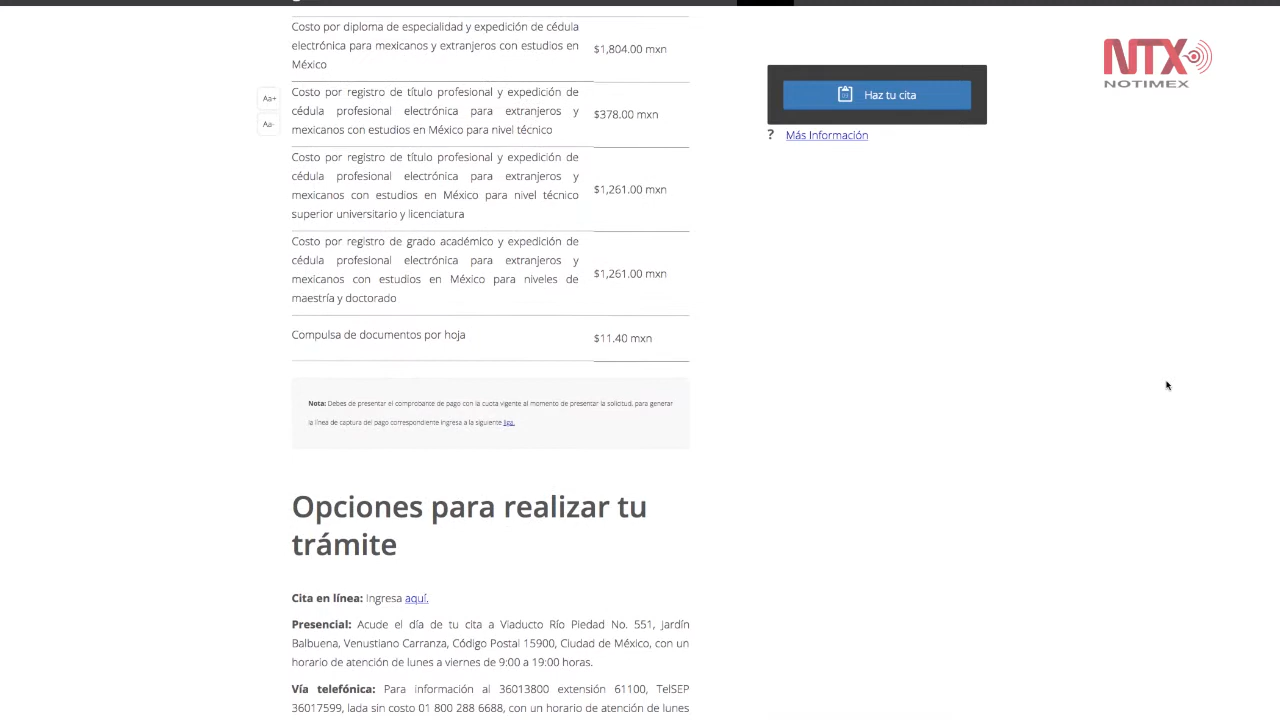 Costo por diploma de especialidad y expedición de cédula
electrónica para mexicanos y extranjeros con estudios en
México
$1,804.00 mxn
Costo por registro de título profesional y expedición de
cédula profesional electrónica para extranjeros y
mexicanos con estudios en México para nivel técnico
$378.00 mxn
Costo por registro de título profesional y expedición de
cédula profesional electrónica para extranjeros y
mexicanos con estudios en México para nivel técnico
superior universitario y licenciatura
$1,261.00 mxn
Costo por registro de grado académico y expedición de
cédula profesional electrónica para extranjeros y
mexicanos con estudios en México para niveles de
maestría y doctorado
$1,261.00 mxn
Compulsa de documentos por hoja
$11.40 mxn
Nota: Debes de presentar el comprobante de pago con la cuota vigente al momento de presentar la solicitud, para generar
la línea de captura del pago correspondiente ingresa a la siguiente liga.
Opciones para realizar tu
trámite
Cita en línea: Ingresa aquí.
Presencial: Acude el día de tu cita a Viaducto Río Piedad No. 551, Jardín
Balbuena, Venustiano Carranza, Código Postal 15900, Ciudad de México, con un
horario de atención de lunes a viernes de 9:00 a 19:00 horas.
Vía telefónica: Para información al 36013800 extensión 61100, TelSEP
36017599, lada sin costo 01 800 288 6688, con un horario de atención de lunes
Aa+
Aa-
Haz tu cita
? Más Información
NTX
NOTIMEX